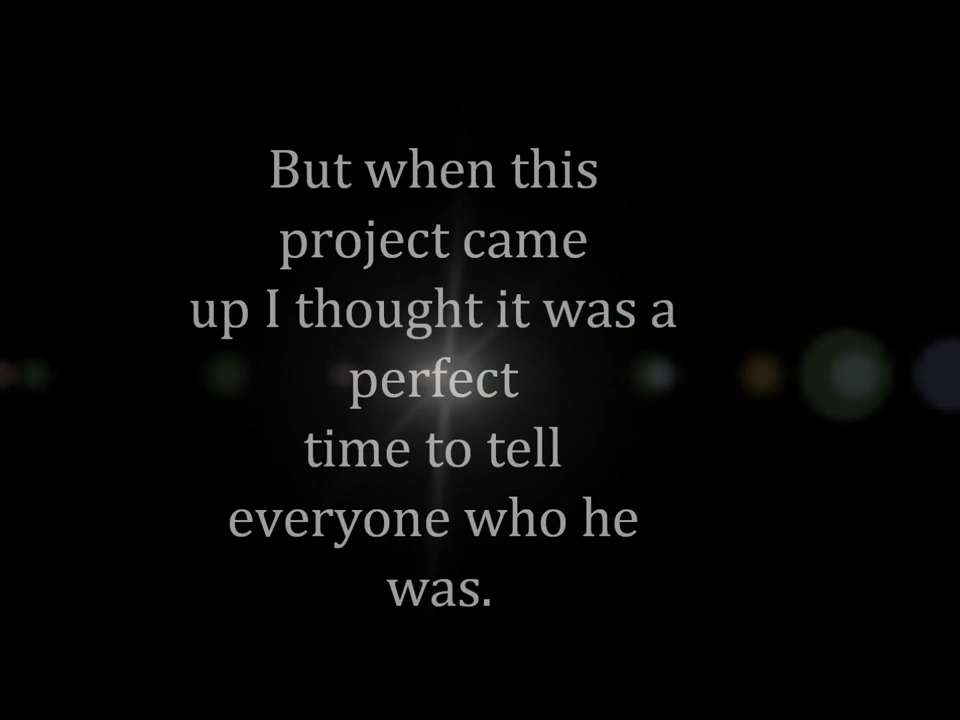 But when this
project came
up I thought it was a
perfect
time to tell
everyone who he
was.